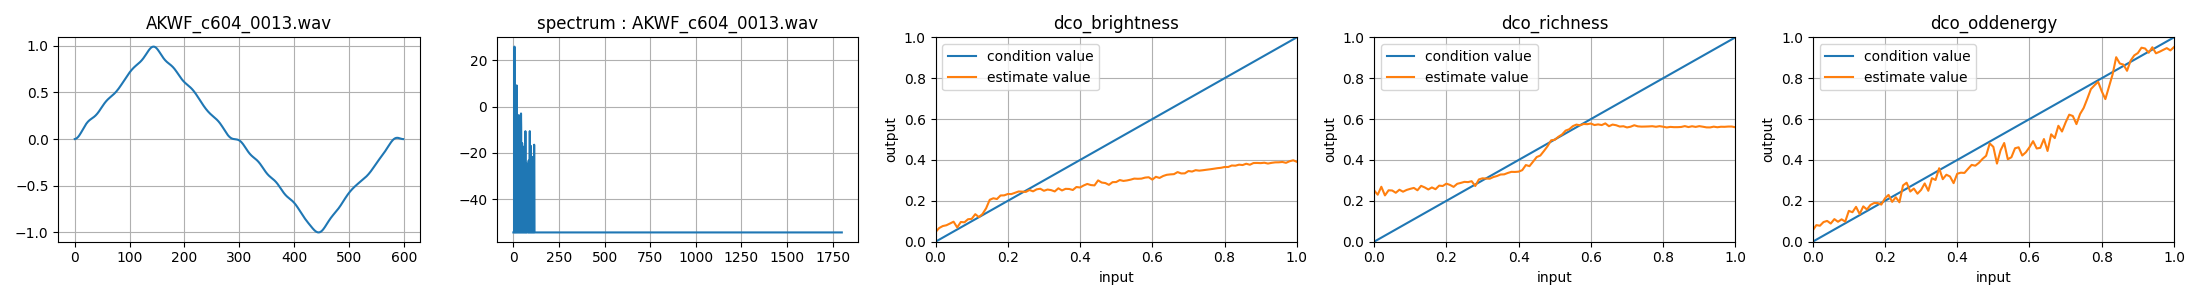 AKWF_c604_0013.wav
1.0
0.5
0.0
−0.5
−1.0
0 100 200 300 400 500 600
spectrum : AKWF_c604_0013.wav
20
0
−20
−40
0 250 500 750 1000 1250 1500 1750
dco_brightness
condition value
estimate value
output
1.0
0.8
0.6
0.4
0.2
0.0
0.0 0.2 0.4 0.6 0.8 1.0
input
dco_richness
condition value
estimate value
output
1.0
0.8
0.6
0.4
0.2
0.0
0.0 0.2 0.4 0.6 0.8 1.0
input
dco_oddenergy
condition value
estimate value
output
1.0
0.8
0.6
0.4
0.2
0.0
0.0 0.2 0.4 0.6 0.8 1.0
input